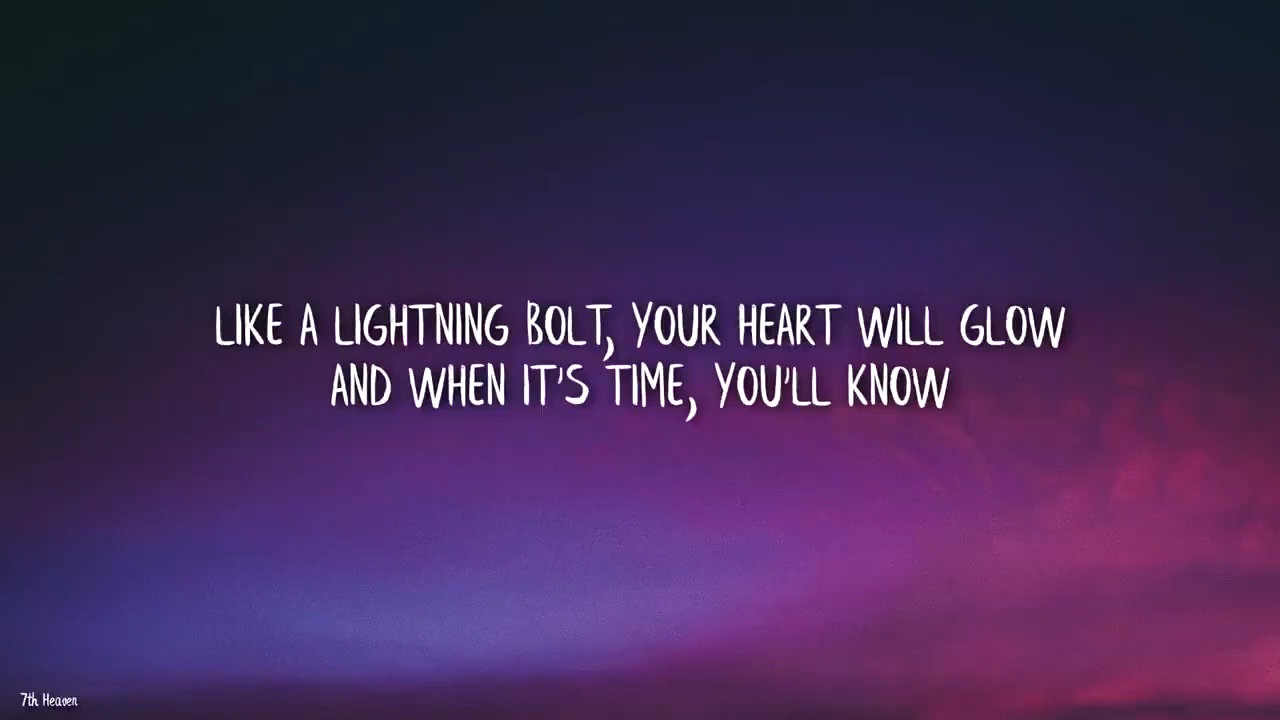 LIKE A LIGHTNING BOLT, YOUR HEART WILL GLOW
AND WHEN IT'S TIME, YOU'LL KNOW
7th Heaven